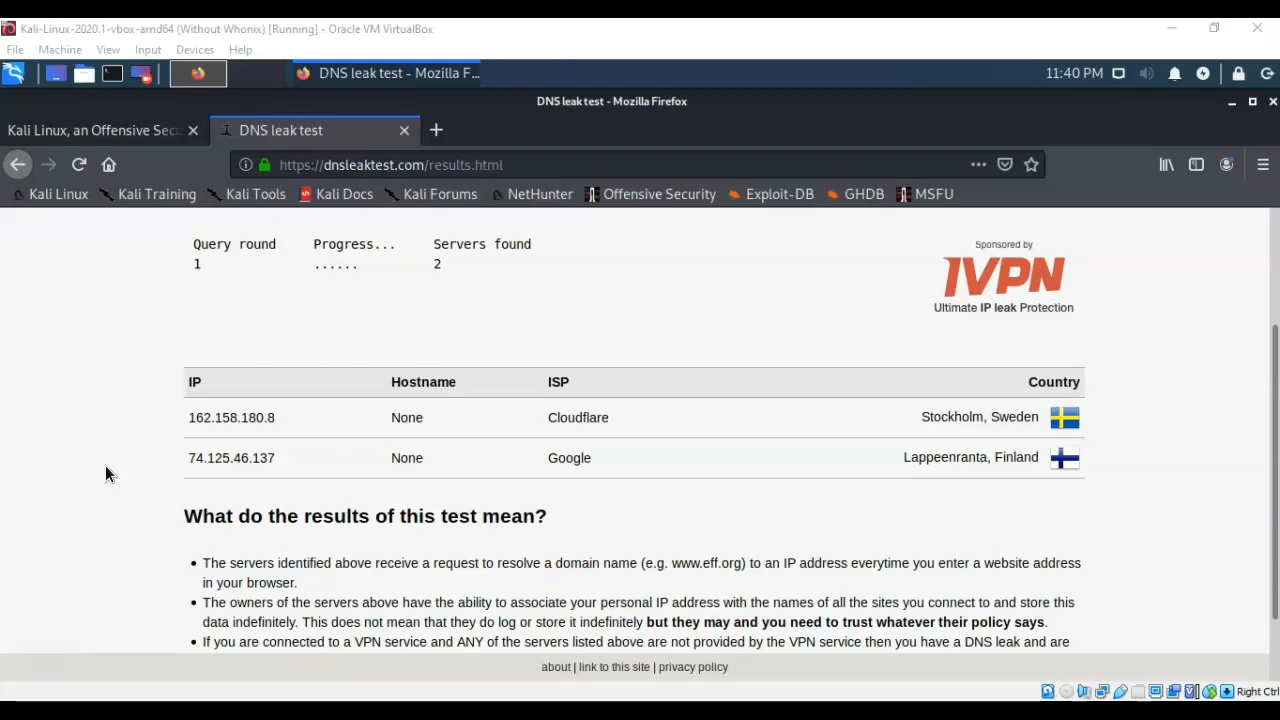 Kali-Linux-2020.1-vbox-amd64 (Without Whonix) [Running] - Oracle VM VirtualBox
File Machine View Input Devices Help
DNS leak test - Mozilla F... 11:40 PM
DNS leak test - Mozilla Firefox
Kali Linux, an Offensive Secu DNS leak test
https://dnsleaktest.com/results.html
Kali Linux Kali Training Kali Tools Kali Docs Kali Forums NetHunter Offensive Security Exploit-DB GHDB MSFU
Query round Progress... Servers found
1 ...... 2
Sponsored by
IVPN
Ultimate IP leak Protection
IP Hostname ISP Country
162.158.180.8 None Cloudflare Stockholm, Sweden
74.125.46.137 None Google Lappeenranta, Finland
What do the results of this test mean?
• The servers identified above receive a request to resolve a domain name (e.g. www.eff.org) to an IP address everytime you enter a website address
in your browser.
• The owners of the servers above have the ability to associate your personal IP address with the names of all the sites you connect to and store this
data indefinitely. This does not mean that they do log or store it indefinitely but they may and you need to trust whatever their policy says.
• If you are connected to a VPN service and ANY of the servers listed above are not provided by the VPN service then you have a DNS leak and are
about | link to this site | privacy policy
Right Ctrl